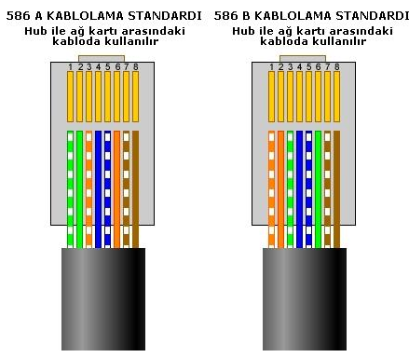 586 A KABLOLAMA STANDARDI
Hub ile ağ kartı arasındaki
kabloda kullanılır
1 2 3 4 5 6 7 8
586 B KABLOLAMA STANDARDI
Hub ile ağ kartı arasındaki
kabloda kullanılır
1 2 3 4 5 6 7 8